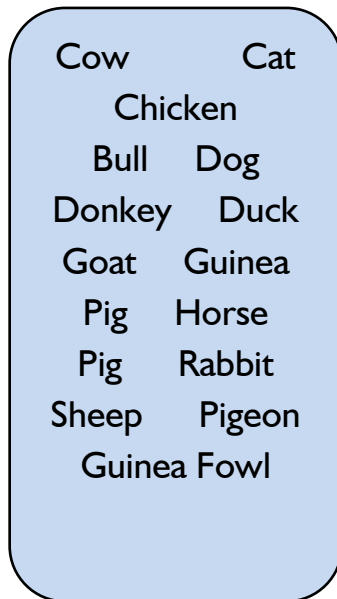 Cow Cat
Chicken
Bull Dog
Donkey Duck
Goat Guinea
Pig Horse
Pig Rabbit
Sheep Pigeon
Guinea Fowl